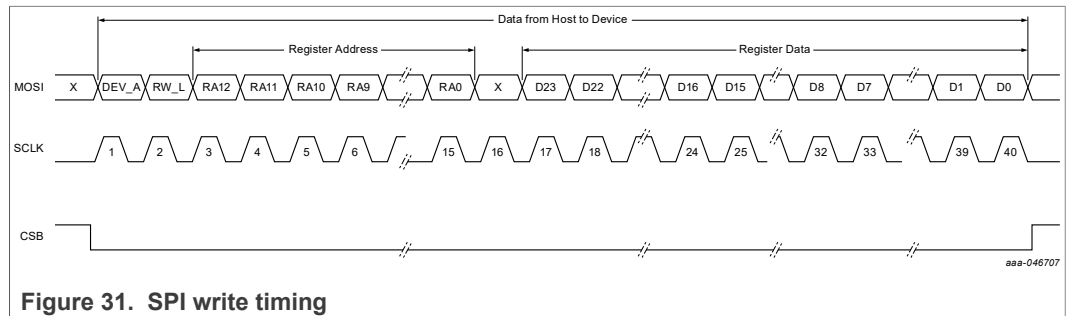 Data from Host to Device
Register Address Register Data
MOSI X DEV_A RW_L RA12 RA11 RA10 RA9 RA0 X D23 D22 D16 D15 D8 D7 D1 D0
SCLK 1 2 3 4 5 6 15 16 17 18 24 25 32 33 39 40
CSB
aaa-046707
Figure 31. SPI write timing